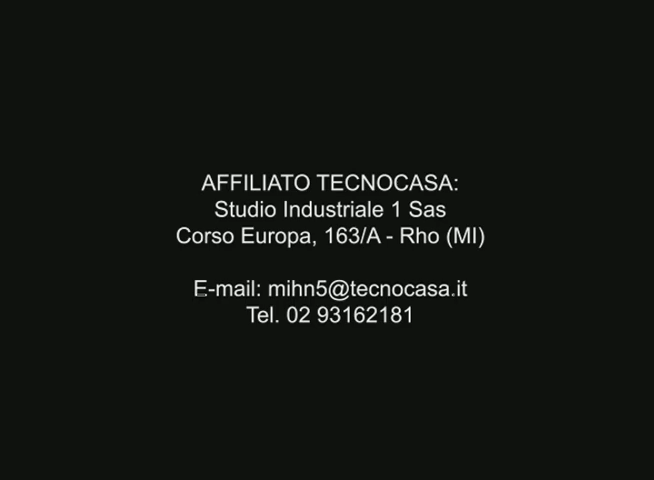 AFFILIATO TECNOCASA:
Studio Industriale 1 Sas
Corso Europa, 163/A - Rho (MI)
E-mail: mihn5@tecnocasa.it
Tel. 02 93162181